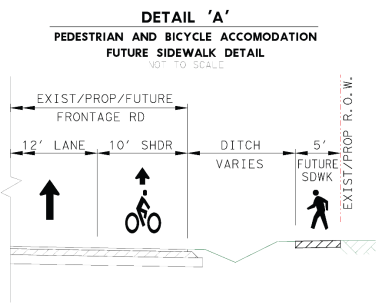 DETAIL 'A'
PEDESTRIAN AND BICYCLE ACCOMODATION
FUTURE SIDEWALK DETAIL
NOT TO SCALE
EXIST/PROP/FUTURE
FRONTAGE RD
12' LANE
10' SHDR
DITCH
VARIES
5'
FUTURE
SDWK
EXIST/PROP R.O.W.